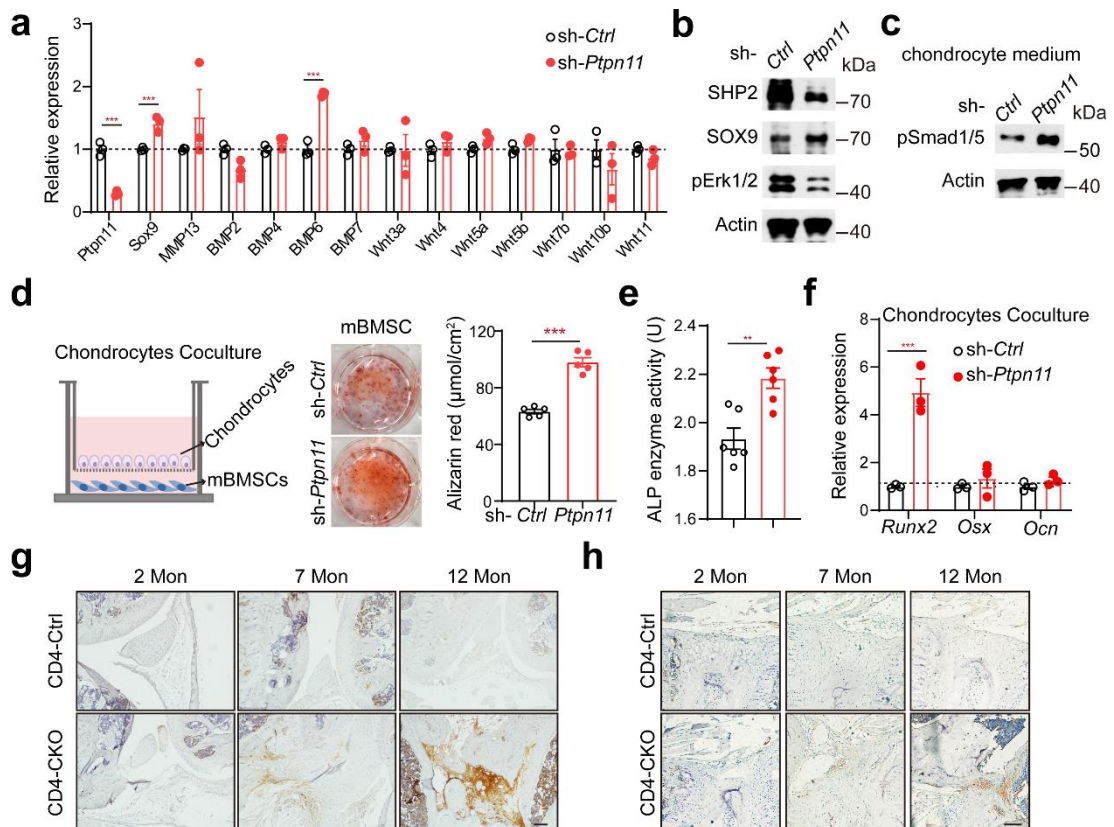 a
Relative expression
3
2
1
0
sh-Ctrl
sh-Ptpn11
***
***
***
Ptpn11
Sox9
MMP13
BMP2
BMP4
BMP6
BMP7
Wnt3a
Wnt4
Wnt5a
Wnt5b
Wnt7b
Wnt10b
Wnt11
b
sh- Ctrl Ptpn11 kDa
SHP2 –70
SOX9 –70
pErk1/2 –40
Actin –40
c
chondrocyte medium
sh- Ctrl Ptpn11 kDa
pSmad1/5 –50
Actin –40
d
Chondrocytes Coculture
Chondrocytes
mBMSCs
mBMSC
sh-Ctrl
sh-Ptpn11
Alizarin red (μmol/cm²)
120
80
40
0
***
sh- Ctrl Ptpn11
e
ALP enzyme activity (U)
2.4
2.2
2.0
1.8
1.6
**
f
Chondrocytes Coculture
Relative expression
6
4
2
0
***
sh-Ctrl
sh-Ptpn11
Runx2 Osx Ocn
g
2 Mon 7 Mon 12 Mon
CD4-Ctrl
CD4-CKO
h
2 Mon 7 Mon 12 Mon
CD4-Ctrl
CD4-CKO